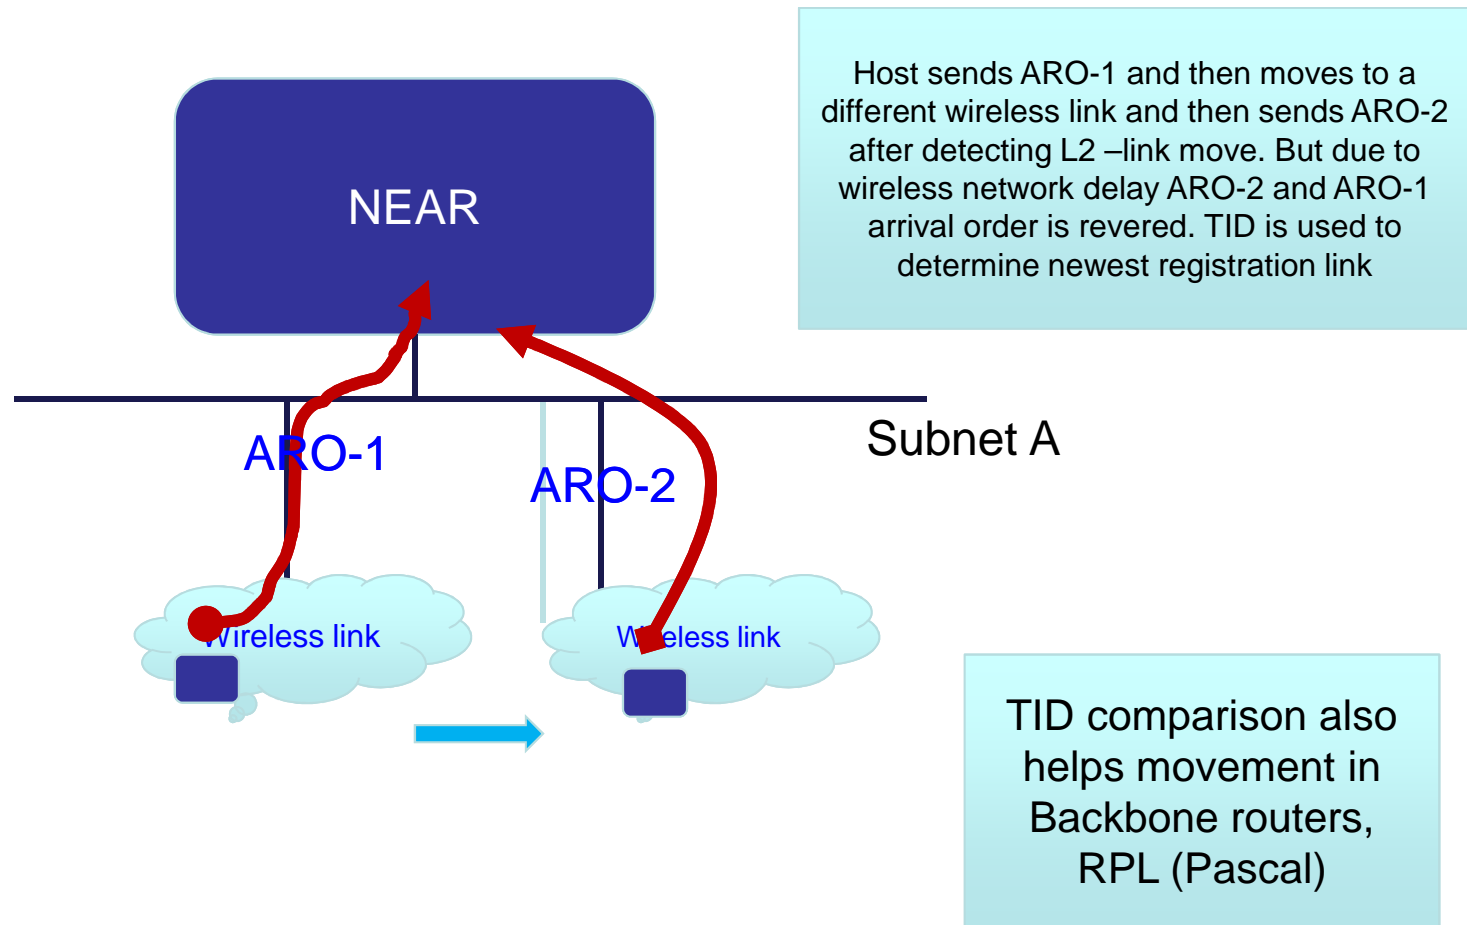 Host sends ARO-1 and then moves to a
different wireless link and then sends ARO-2
after detecting L2 –link move. But due to
wireless network delay ARO-2 and ARO-1
arrival order is revered. TID is used to
determine newest registration link
NEAR
Subnet A
ARO-1
ARO-2
Wireless link
Wireless link
TID comparison also
helps movement in
Backbone routers,
RPL (Pascal)